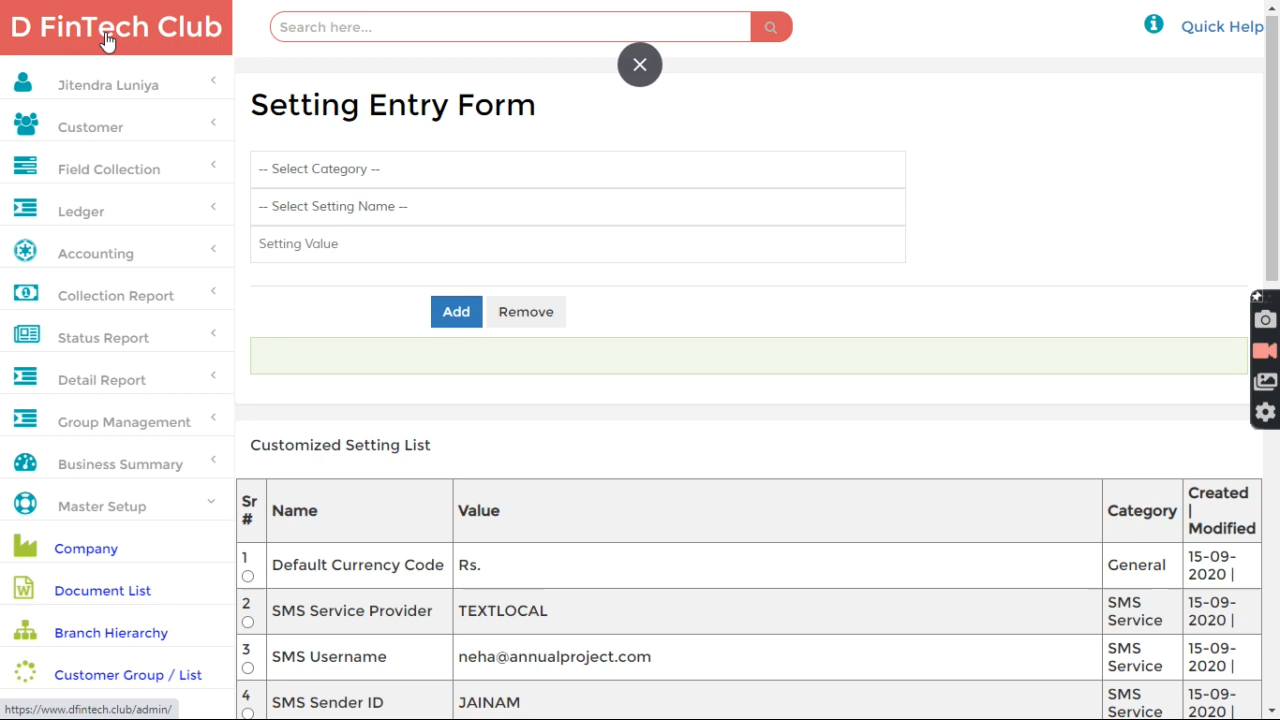 D FinTech Club
Search here...
Quick Help
Jitendra Luniya
Customer
Field Collection
Ledger
Accounting
Collection Report
Status Report
Detail Report
Group Management
Business Summary
Master Setup
Company
Document List
Branch Hierarchy
Customer Group / List
https://www.dfintech.club/admin/
Setting Entry Form
-- Select Category --
-- Select Setting Name --
Setting Value
Add Remove
Customized Setting List
Sr # Name Value Category Created | Modified
1 Default Currency Code Rs. General 15-09-2020 |
2 SMS Service Provider TEXTLOCAL SMS Service 15-09-2020 |
3 SMS Username neha@annualproject.com SMS Service 15-09-2020 |
4 SMS Sender ID JAINAM SMS Service 15-09-2020 |